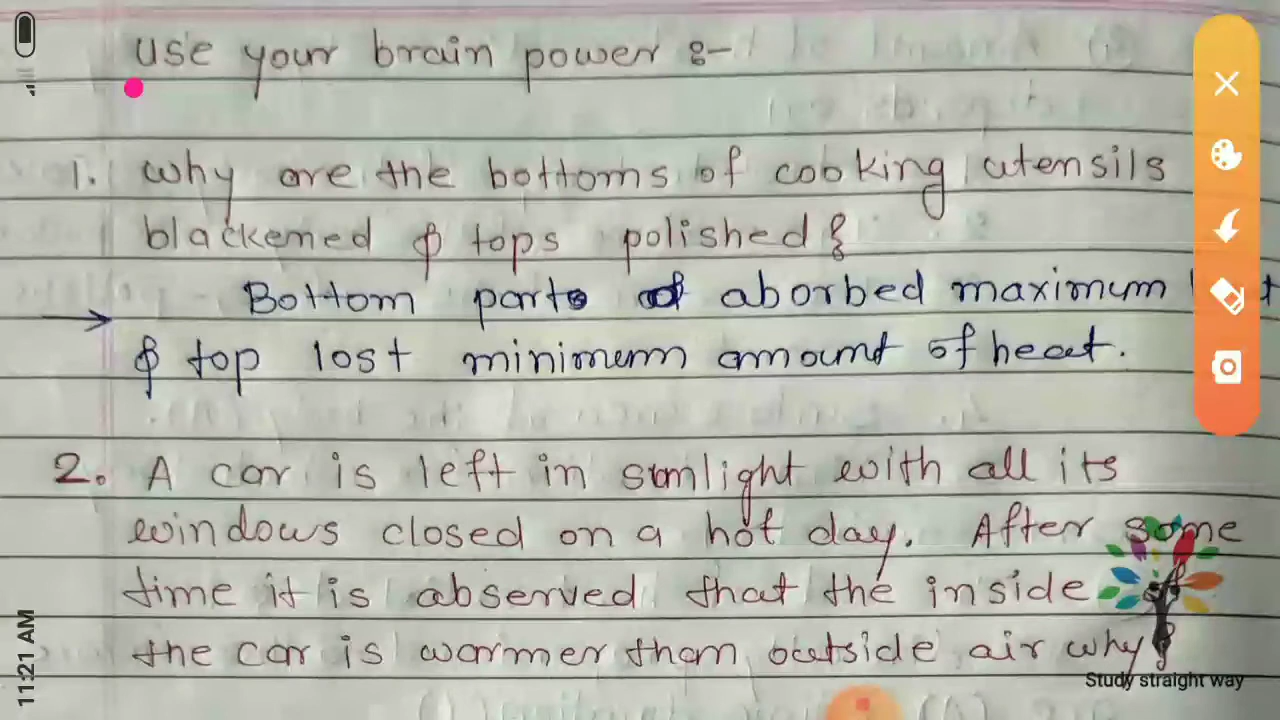 use your brain power :-
1. why are the bottoms of cooking utensils
blackened & tops polished ?
Bottom parts of aborbed maximum
& top lost minimum amount of heat.
2. A car is left in sunlight with all its
windows closed on a hot day. After some
time it is observed that the inside of
the car is warmer than outside air why ?
Study straight way
11:21 AM